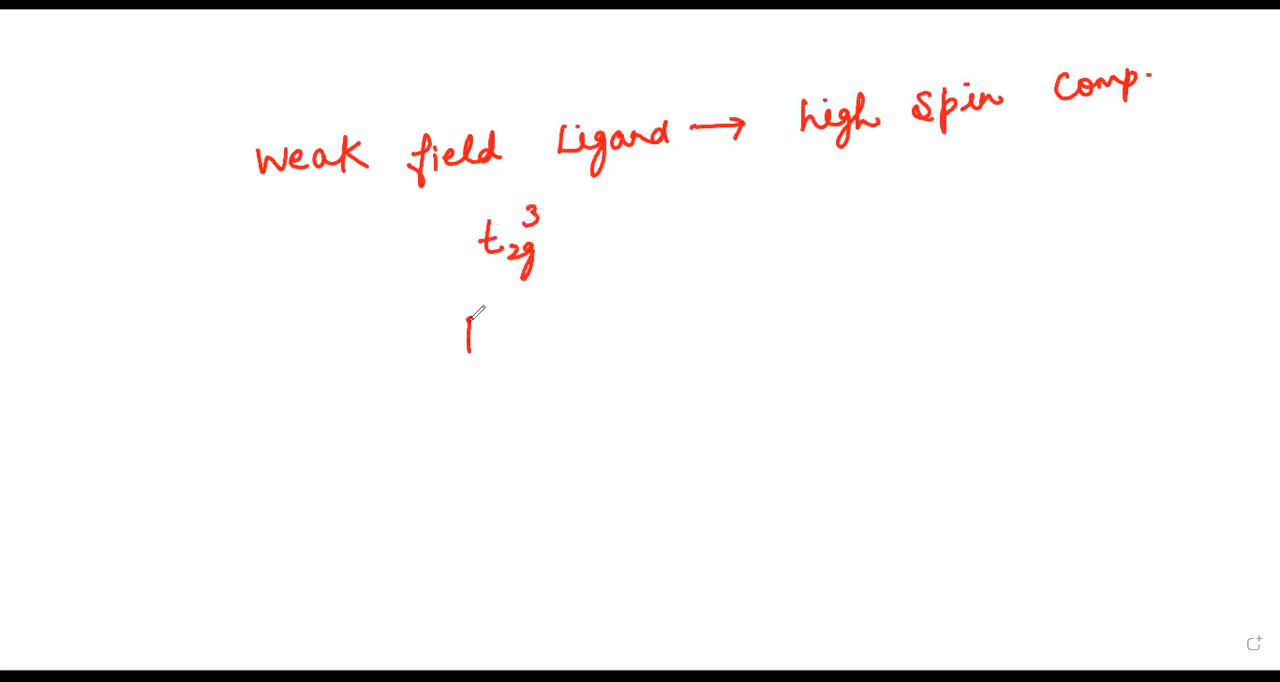 Weak field Ligand → high spin comp.
t₂g³